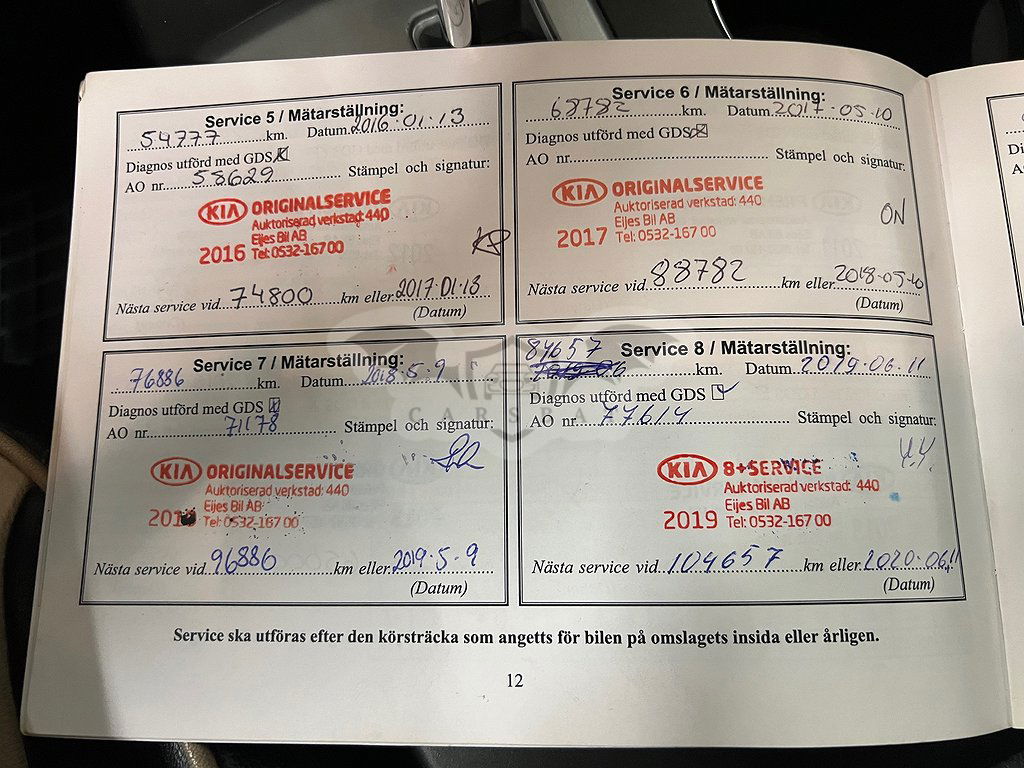 Service 5 / Mätarställning:
54777 km. Datum 2016-01-13
Diagnos utförd med GDS
AO nr. 58629 Stämpel och signatur:
KIA ORIGINALSERVICE
Auktoriserad verkstad: 440
Eijes Bil AB
2016 Tel: 0532-167 00
Nästa service vid 74800 km eller 2017.01.13
(Datum)
Service 6 / Mätarställning:
68782 km. Datum 2017-05-10
Diagnos utförd med GDS
AO nr. Stämpel och signatur:
KIA ORIGINALSERVICE
Auktoriserad verkstad: 440
Eijes Bil AB
2017 Tel: 0532-167 00
ON
Nästa service vid 88782 km eller 2018-05-10
(Datum)
Service 7 / Mätarställning:
76886 km. Datum 2018-5-9
Diagnos utförd med GDS
AO nr. 71178 Stämpel och signatur:
KIA ORIGINALSERVICE
Auktoriserad verkstad: 440
Eijes Bil AB
Tel: 0532-167 00
Nästa service vid 96886 km eller 2019-5-9
(Datum)
84657
Service 8 / Mätarställning:
km. Datum 2019.06.11
Diagnos utförd med GDS
AO nr. 77614 Stämpel och signatur:
KIA 8+SERVICE
Auktoriserad verkstad: 440
Eijes Bil AB
2019 Tel: 0532-167 00
Nästa service vid 104657 km eller 2020-06.11
(Datum)
Service ska utföras efter den körsträcka som angetts för bilen på omslagets insida eller årligen.
12